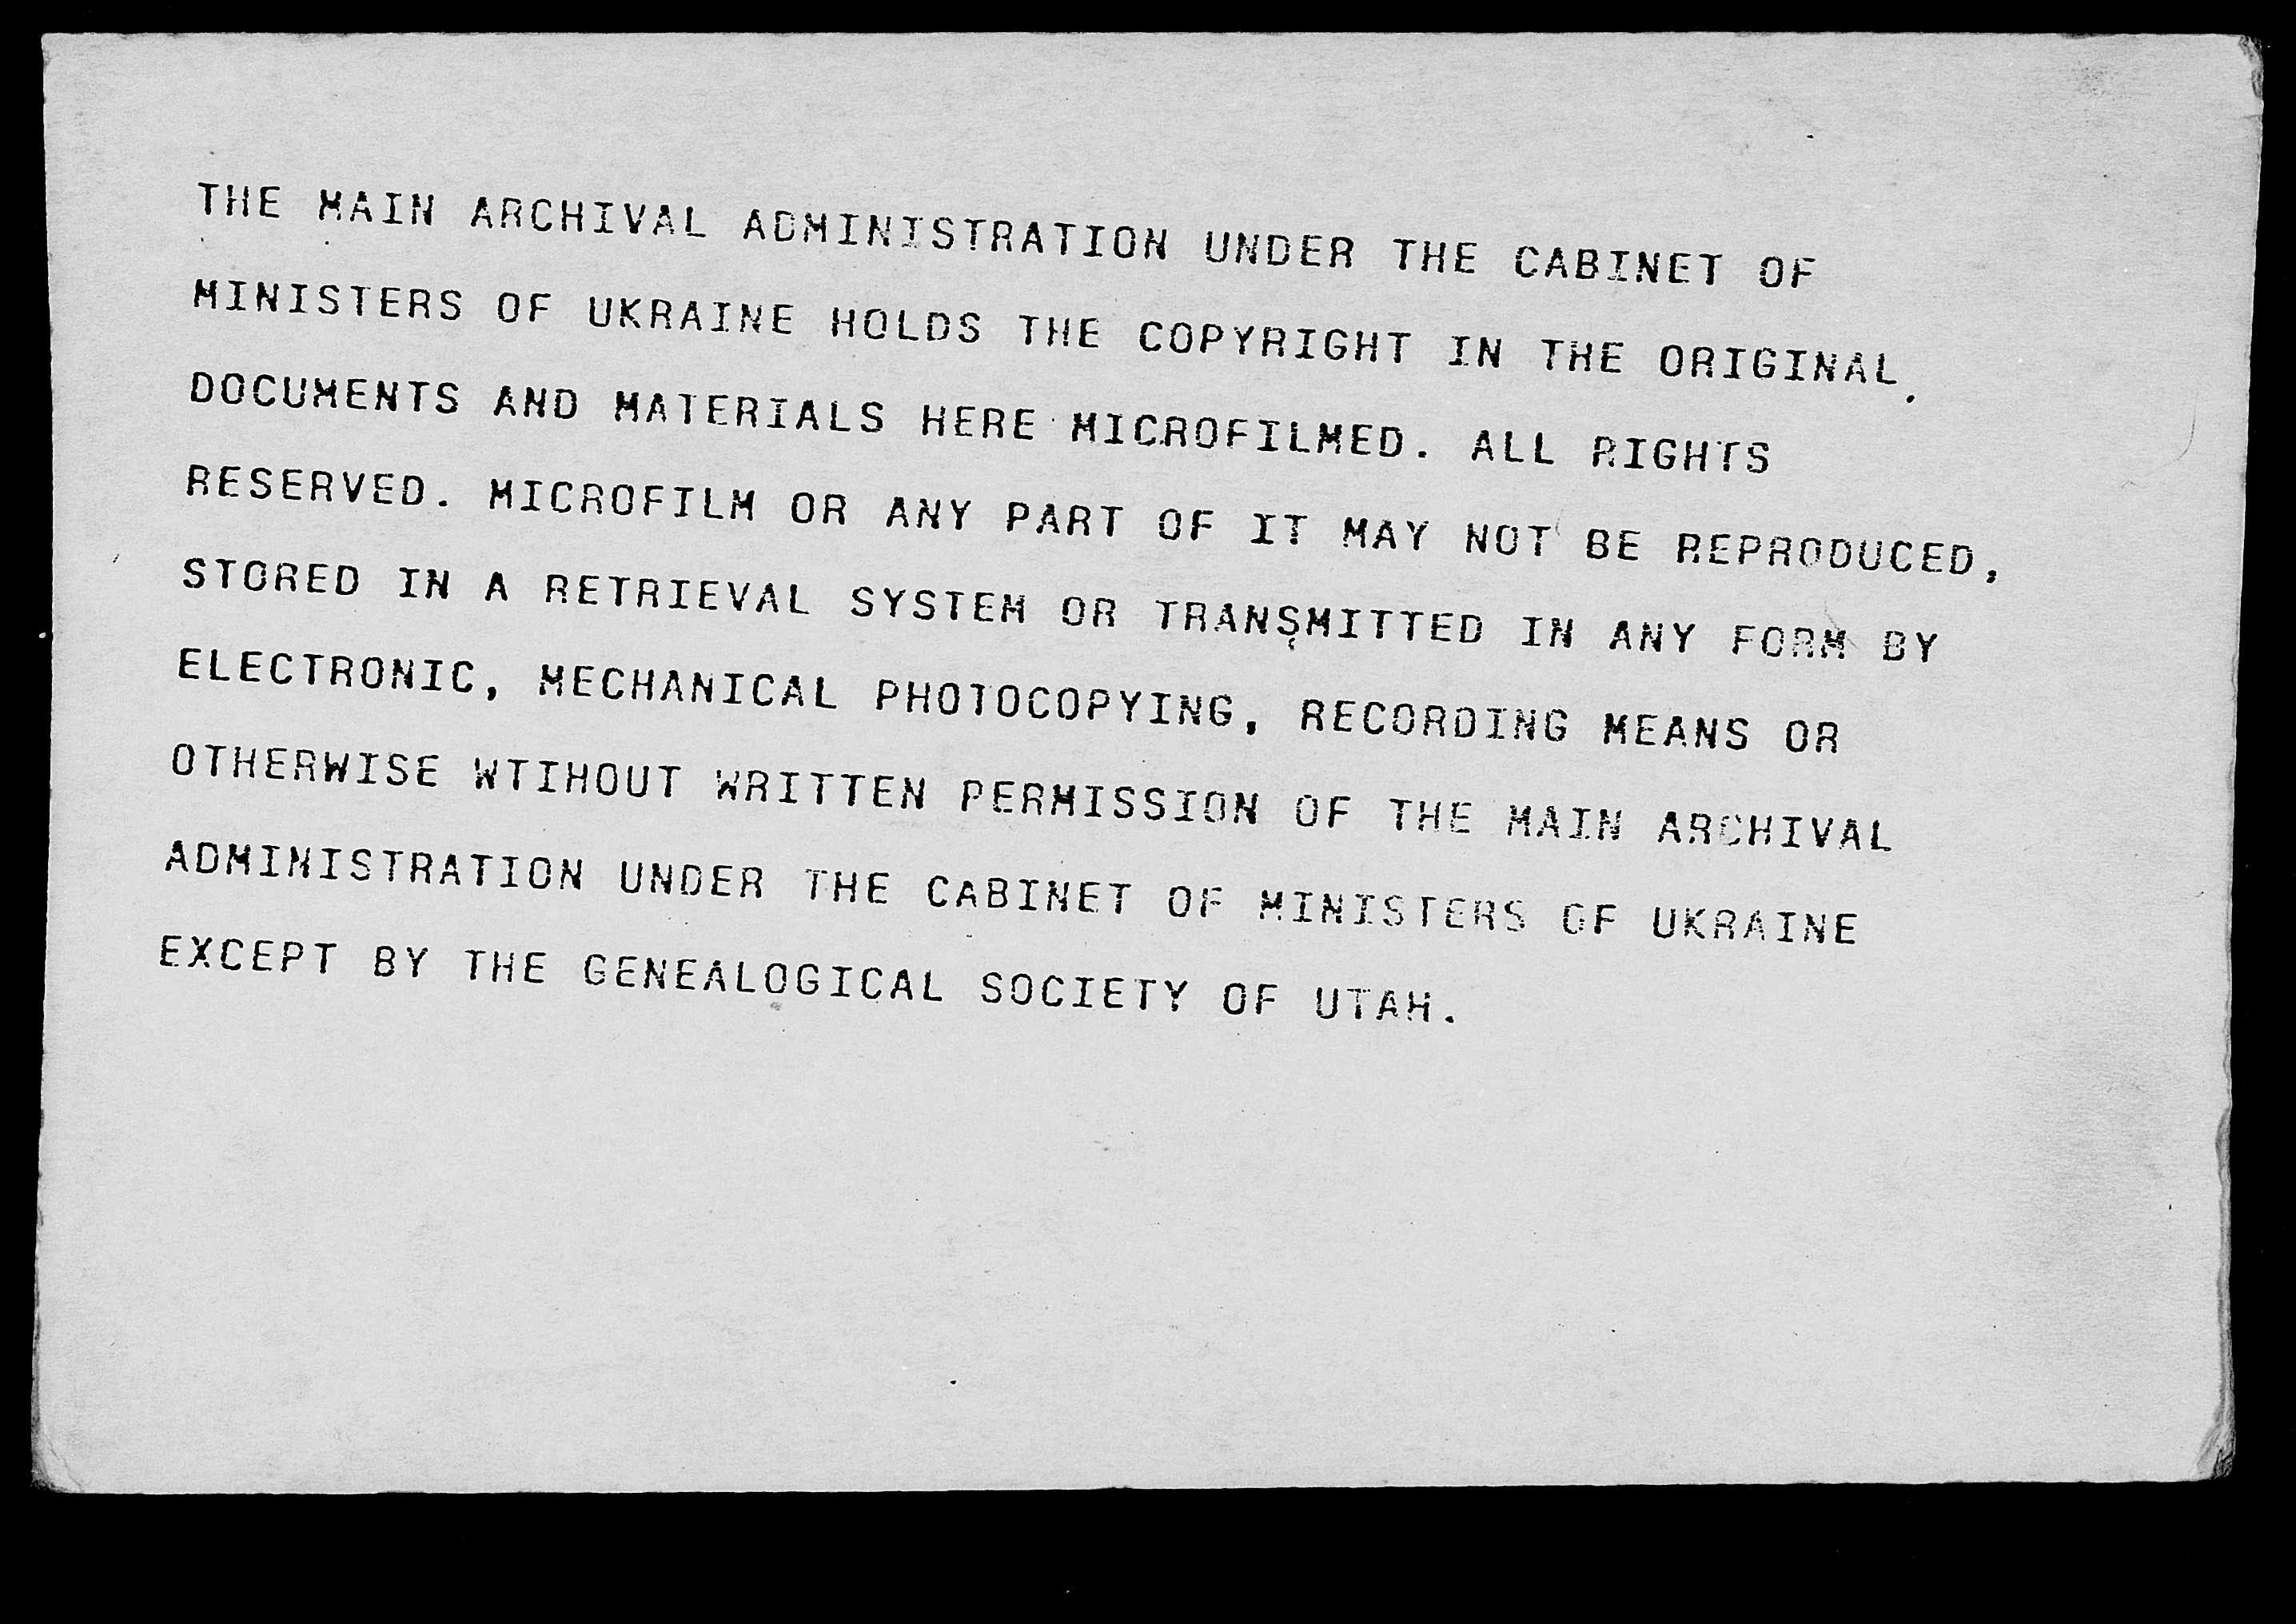 THE MAIN ARCHIVAL ADMINISTRATION UNDER THE CABINET OF
MINISTERS OF UKRAINE HOLDS THE COPYRIGHT IN THE ORIGINAL.
DOCUMENTS AND MATERIALS HERE MICROFILMED. ALL RIGHTS
RESERVED. MICROFILM OR ANY PART OF IT MAY NOT BE REPRODUCED,
STORED IN A RETRIEVAL SYSTEM OR TRANSMITTED IN ANY FORM BY
ELECTRONIC, MECHANICAL PHOTOCOPYING, RECORDING MEANS OR
OTHERWISE WTIHOUT WRITTEN PERMISSION OF THE MAIN ARCHIVAL
ADMINISTRATION UNDER THE CABINET OF MINISTERS OF UKRAINE
EXCEPT BY THE GENEALOGICAL SOCIETY OF UTAH.